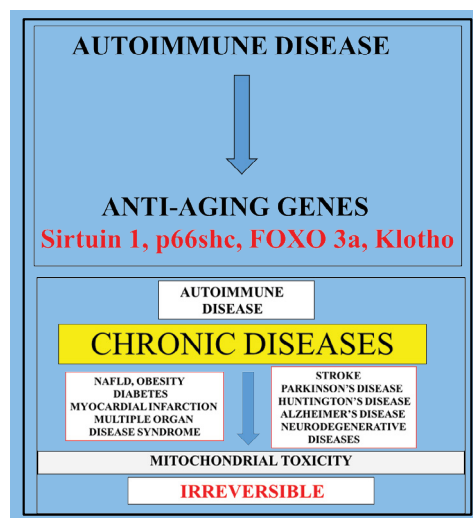 AUTOIMMUNE DISEASE
ANTI-AGING GENES
Sirtuin 1, p66shc, FOXO 3a, Klotho
AUTOIMMUNE
DISEASE
CHRONIC DISEASES
NAFLD, OBESITY
DIABETES
MYOCARDIAL INFARCTION
MULTIPLE ORGAN
DISEASE SYNDROME
STROKE
PARKINSON'S DISEASE
HUNTINGTON'S DISEASE
ALZHEIMER'S DISEASE
NEURODEGENERATIVE
DISEASES
MITOCHONDRIAL TOXICITY
IRREVERSIBLE